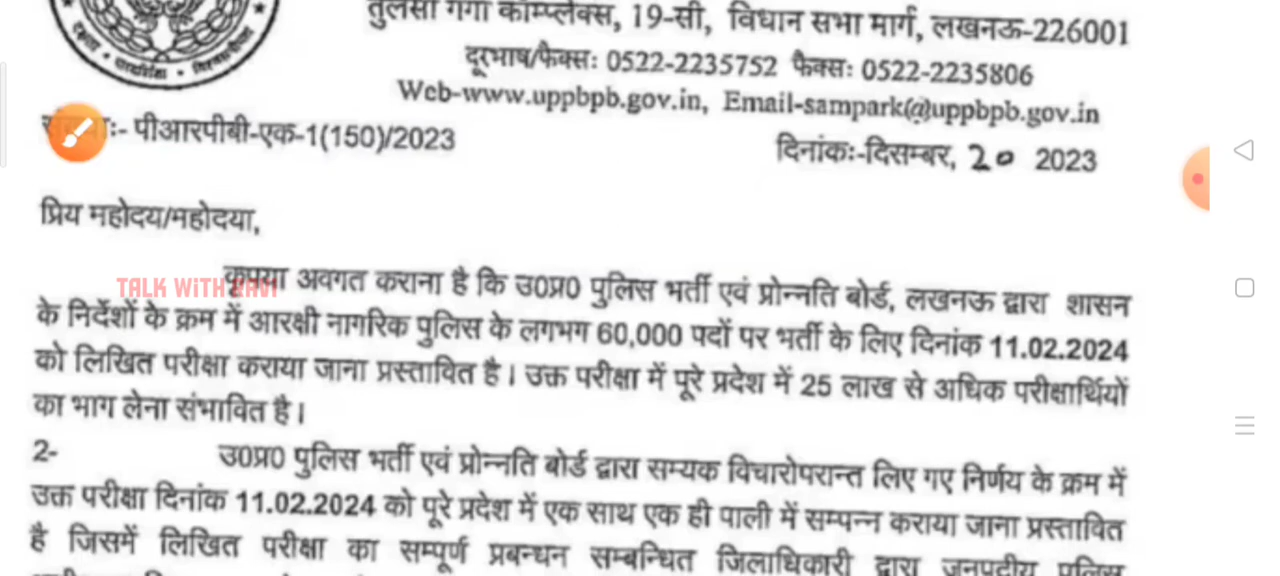 तुलसी गंगा काम्प्लेक्स, 19-सी, विधान सभा मार्ग, लखनऊ-226001
दूरभाष/फैक्सः 0522-2235752 फैक्सः 0522-2235806
Web-www.uppbpb.gov.in, Email-sampark@uppbpb.gov.in
पीआरपीबी-एक-1(150)/2023
दिनांकः-दिसम्बर, 20 2023
प्रिय महोदय/महोदया,
TALK WiTH RAVI
कृपया अवगत कराना है कि उ0प्र0 पुलिस भर्ती एवं प्रोन्नति बोर्ड, लखनऊ द्वारा शासन
के निर्देशों के क्रम में आरक्षी नागरिक पुलिस के लगभग 60,000 पदों पर भर्ती के लिए दिनांक 11.02.2024
को लिखित परीक्षा कराया जाना प्रस्तावित है। उक्त परीक्षा में पूरे प्रदेश में 25 लाख से अधिक परीक्षार्थियों
का भाग लेना संभावित है।
2- उ0प्र0 पुलिस भर्ती एवं प्रोन्नति बोर्ड द्वारा सम्यक विचारोपरान्त लिए गए निर्णय के क्रम में
उक्त परीक्षा दिनांक 11.02.2024 को पूरे प्रदेश में एक साथ एक ही पाली में सम्पन्न कराया जाना प्रस्तावित
है जिसमें लिखित परीक्षा का सम्पूर्ण प्रबन्धन सम्बन्धित जिलाधिकारी द्वारा जनपदीय पुलिस